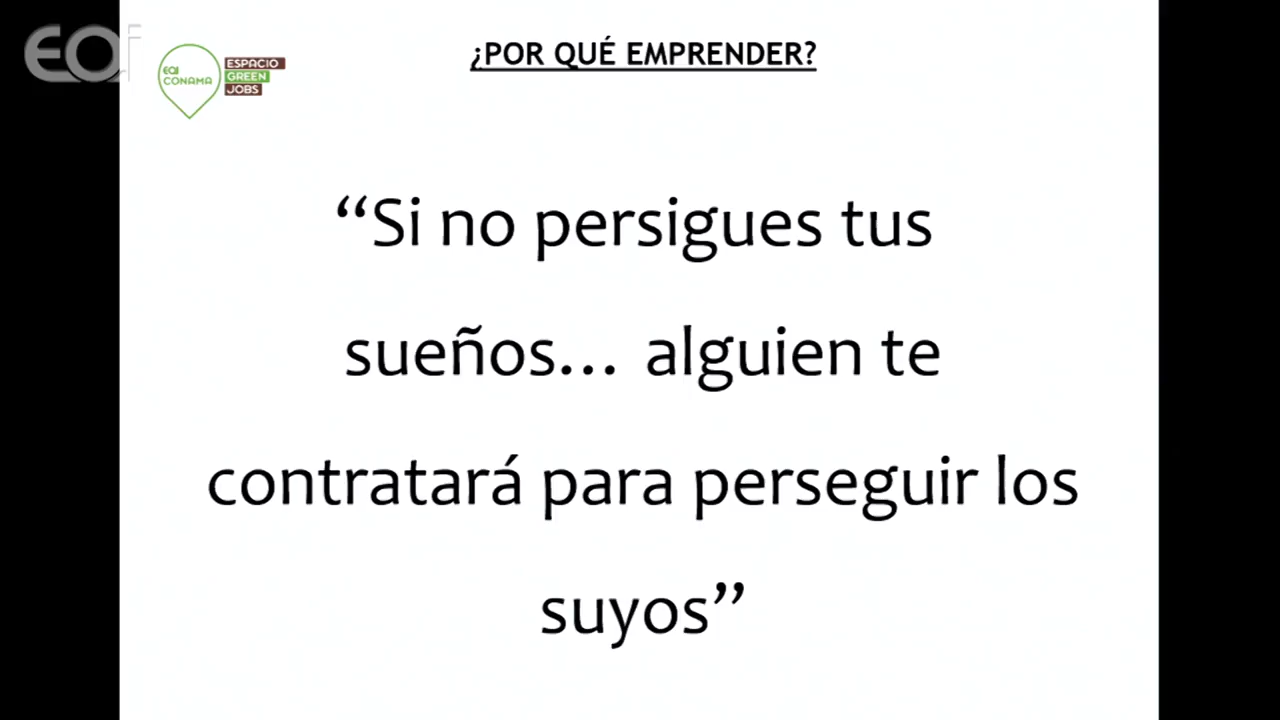 eoi
eoi
CONAMA
ESPACIO
GREEN
JOBS
¿POR QUÉ EMPRENDER?
“Si no persigues tus
sueños... alguien te
contratará para perseguir los
suyos”